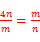 4n/m = m/n